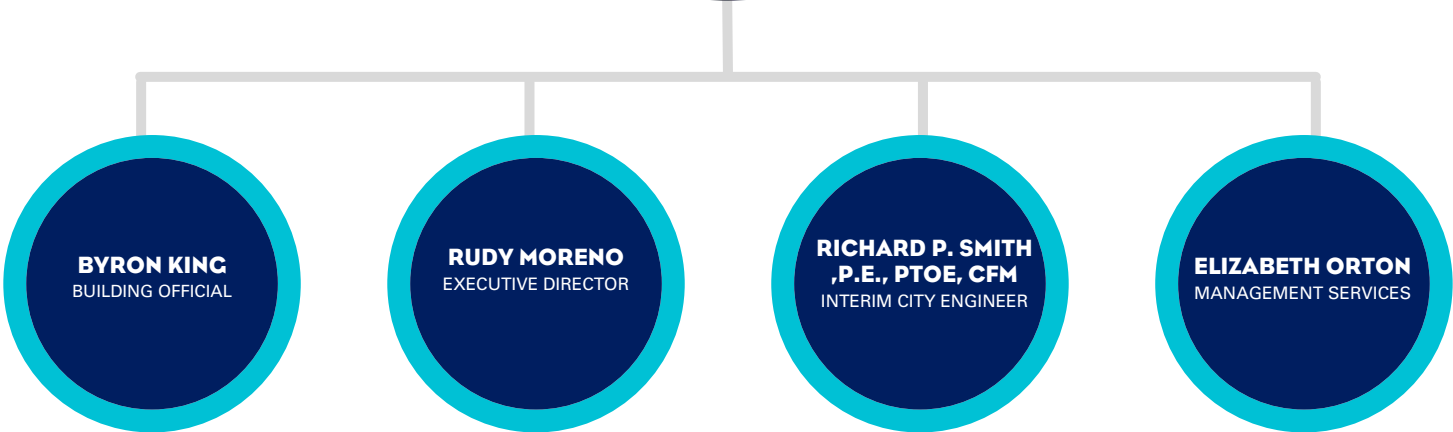 BYRON KING
BUILDING OFFICIAL
RUDY MORENO
EXECUTIVE DIRECTOR
RICHARD P. SMITH
,P.E., PTOE, CFM
INTERIM CITY ENGINEER
ELIZABETH ORTON
MANAGEMENT SERVICES